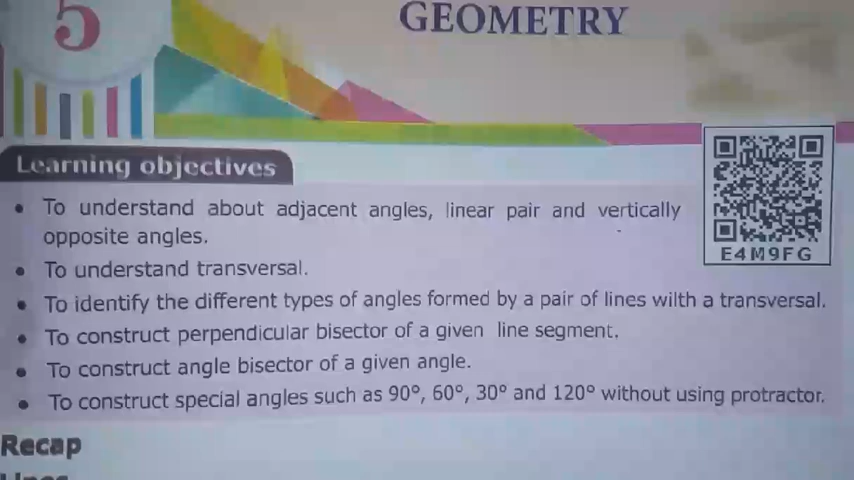 5
GEOMETRY
Learning objectives
• To understand about adjacent angles, linear pair and vertically
opposite angles.
• To understand transversal.
• To identify the different types of angles formed by a pair of lines wilth a transversal.
• To construct perpendicular bisector of a given line segment.
• To construct angle bisector of a given angle.
• To construct special angles such as 90°, 60°, 30° and 120° without using protractor.
E4M9FG
Recap
Lines